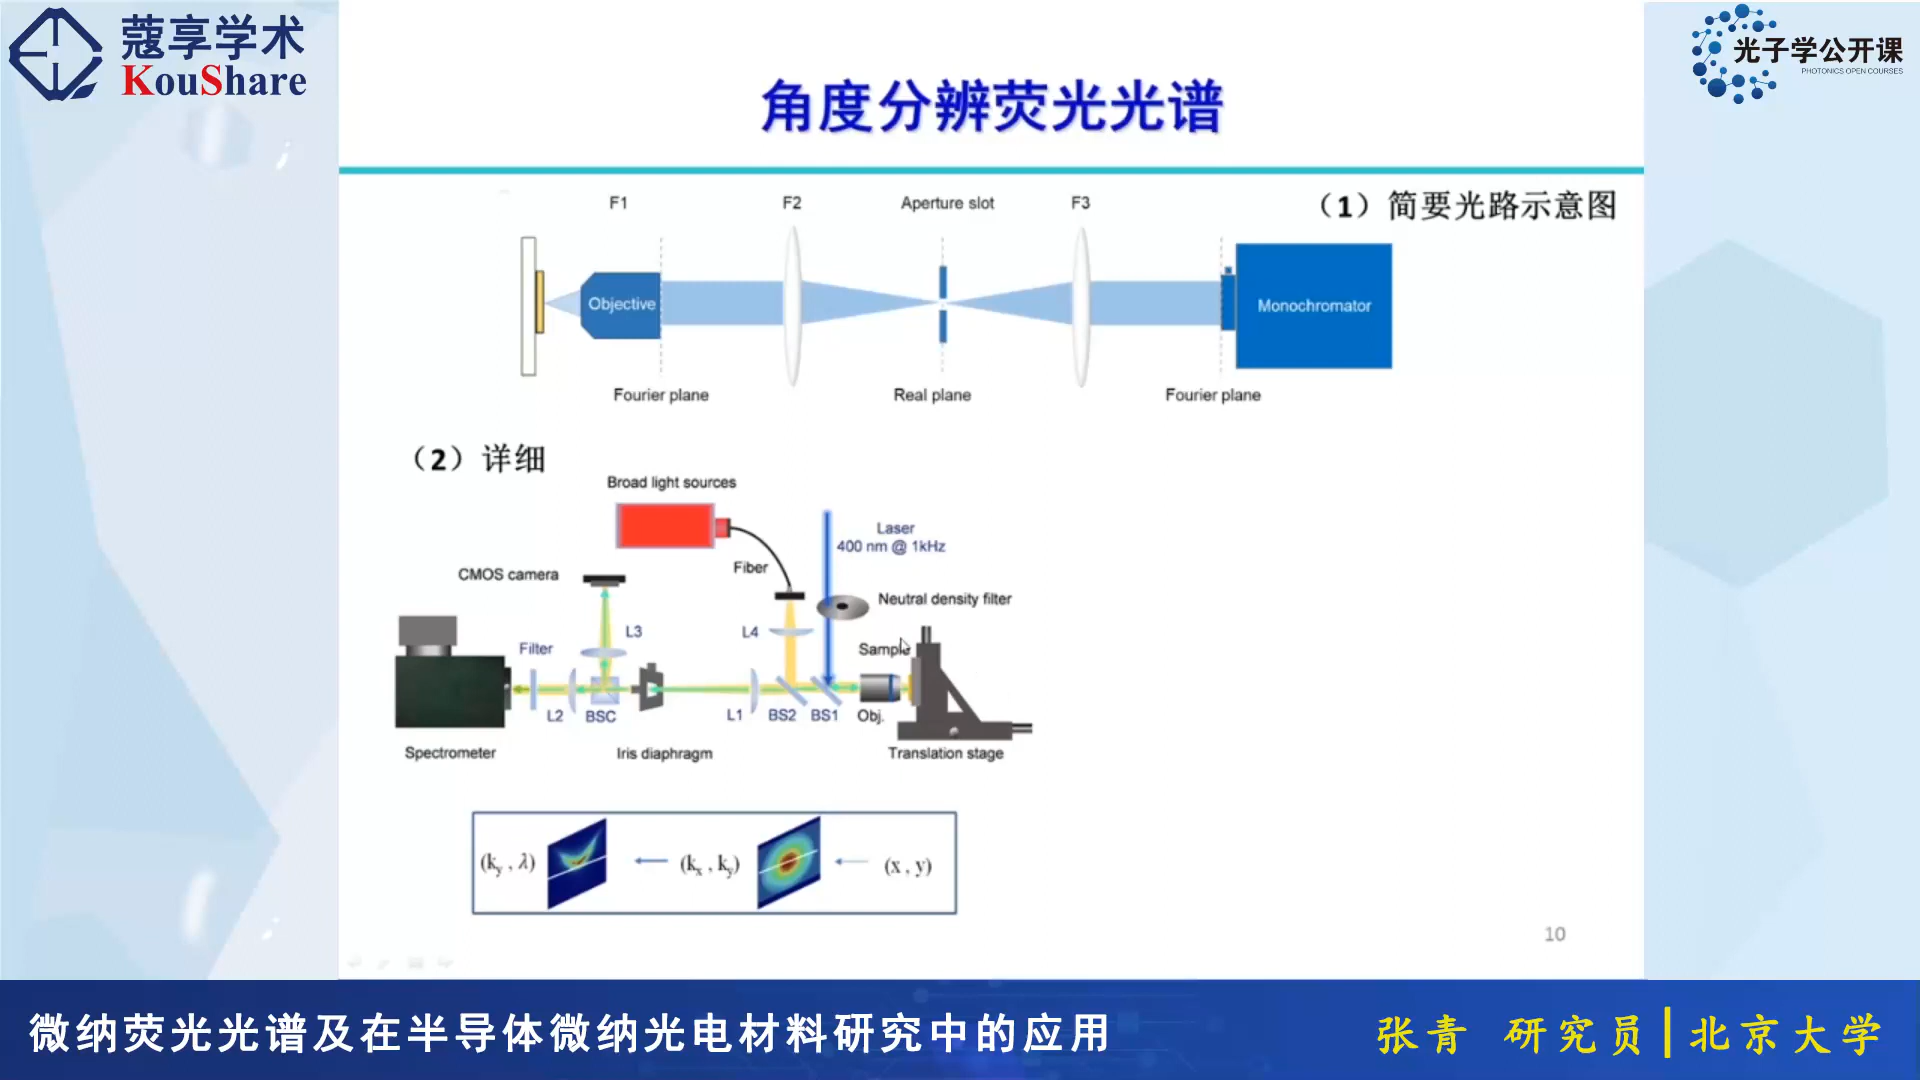 蔻享学术
KouShare
光子学公开课
PHOTONICS OPEN COURSES
角度分辨荧光光谱
（1）简要光路示意图
F1 F2 Aperture slot F3
Objective
Monochromator
Fourier plane Real plane Fourier plane
（2）详细
Broad light sources
Laser
400 nm @ 1kHz
Fiber
CMOS camera
Neutral density filter
L3
L4
Filter
Sample
L2 BSC L1 BS2 BS1 Obj.
Spectrometer Iris diaphragm Translation stage
(ky , λ) (kx , ky) (x , y)
10
微纳荧光光谱及在半导体微纳光电材料研究中的应用
张青 研究员|北京大学